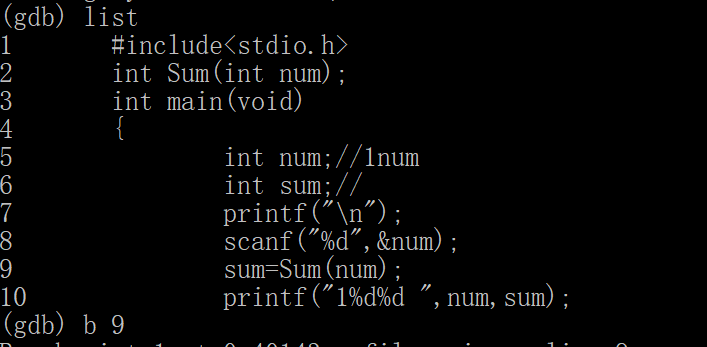 (gdb) list
1 #include<stdio.h>
2 int Sum(int num);
3 int main(void)
4 {
5 int num;//1num
6 int sum;//
7 printf("\n");
8 scanf("%d",&num);
9 sum=Sum(num);
10 printf("1%d%d ",num,sum);
(gdb) b 9